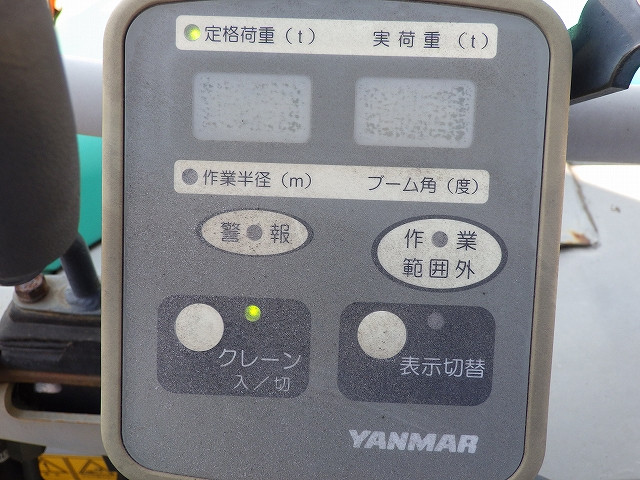 定格荷重(t) 実荷重(t)
作業半径(m) ブーム角(度)
警報
作業
範囲外
クレーン
入/切
表示切替
YANMAR